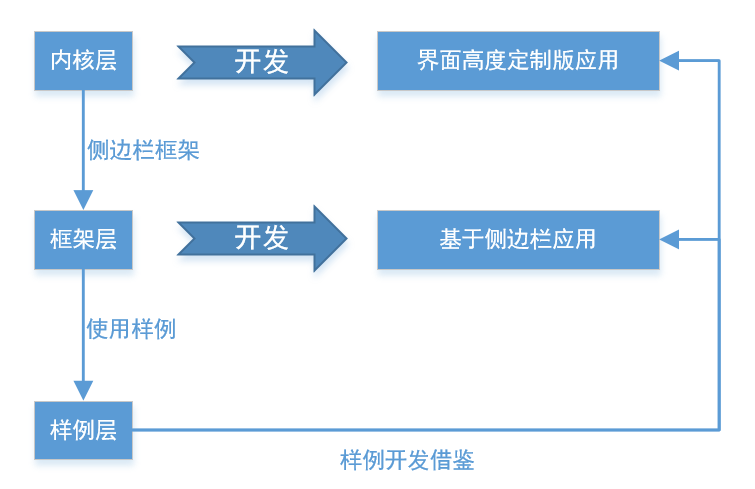 内核层
开发
界面高度定制版应用
侧边栏框架
框架层
开发
基于侧边栏应用
使用样例
样例层
样例开发借鉴